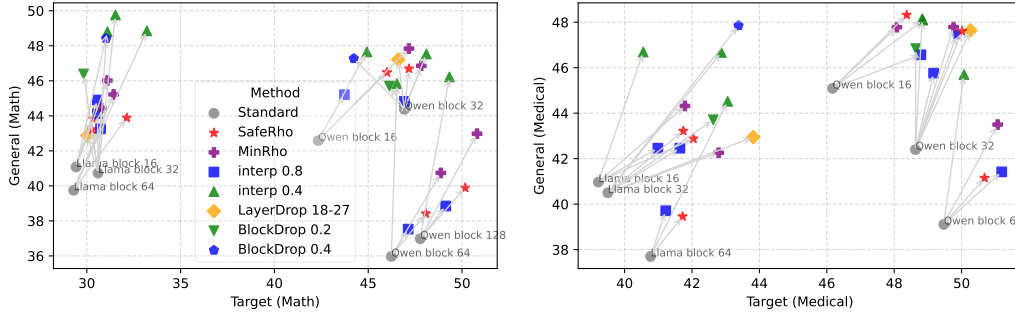 General (Math)
50
48
46
44
42
40
38
36
30
35
40
45
50
Target (Math)
Llama block 16
Llama block 32
Llama block 64
Qwen block 16
Qwen block 32
Qwen block 64
Qwen block 128
Method
Standard
SafeRho
MinRho
interp 0.8
interp 0.4
LayerDrop 18-27
BlockDrop 0.2
BlockDrop 0.4
General (Medical)
48
46
44
42
40
38
40
42
44
46
48
50
Target (Medical)
Llama block 16
Llama block 32
Llama block 64
Qwen block 16
Qwen block 32
Qwen block 6